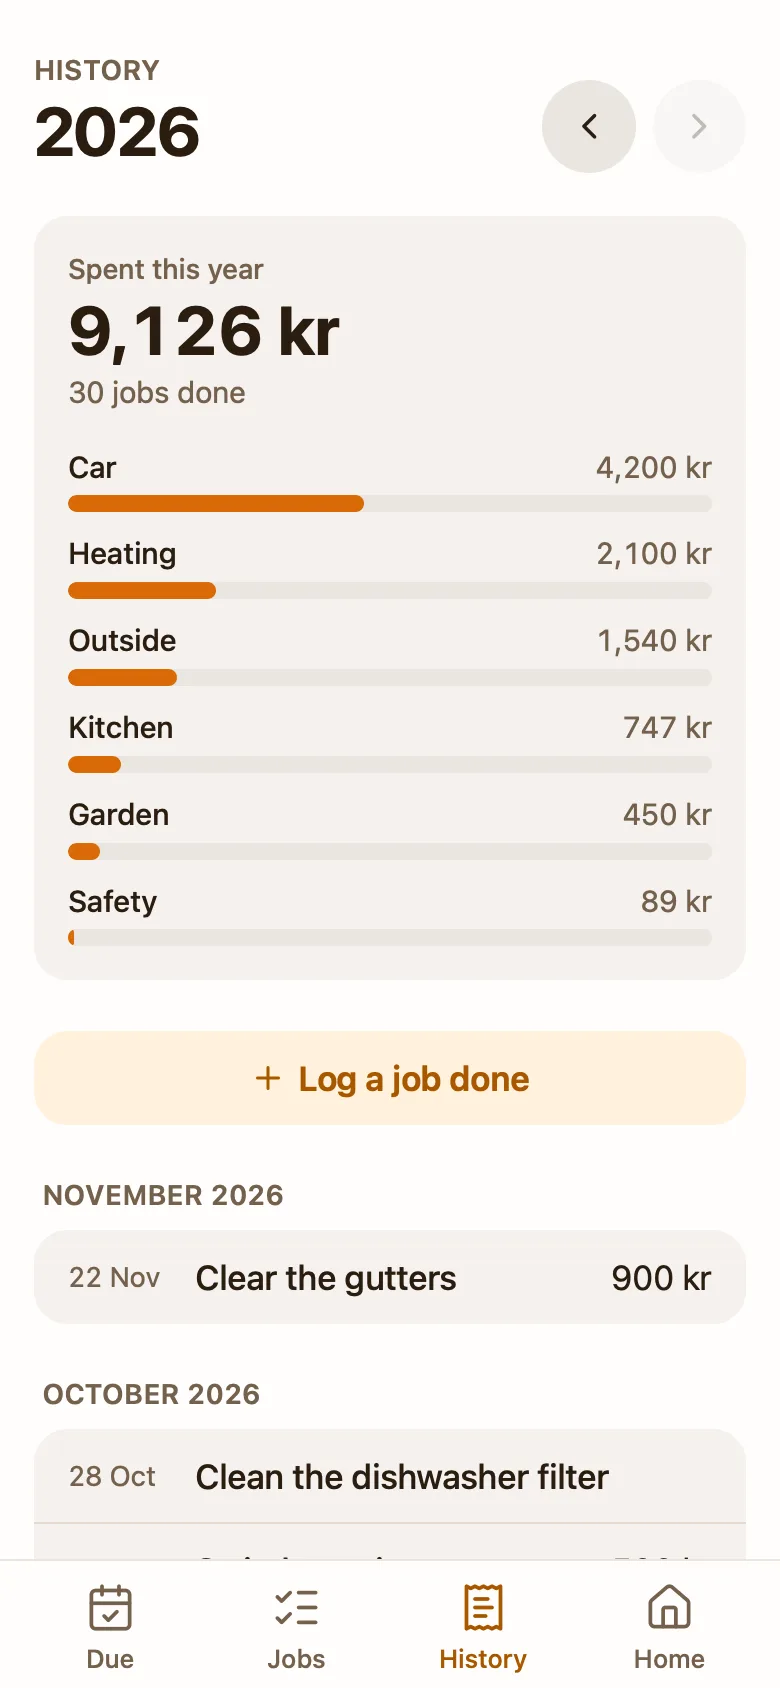 HISTORY
2026
Spent this year
9,126 kr
30 jobs done
Car 4,200 kr
Heating 2,100 kr
Outside 1,540 kr
Kitchen 747 kr
Garden 450 kr
Safety 89 kr
+ Log a job done
NOVEMBER 2026
22 Nov Clear the gutters 900 kr
OCTOBER 2026
28 Oct Clean the dishwasher filter
Due Jobs History Home